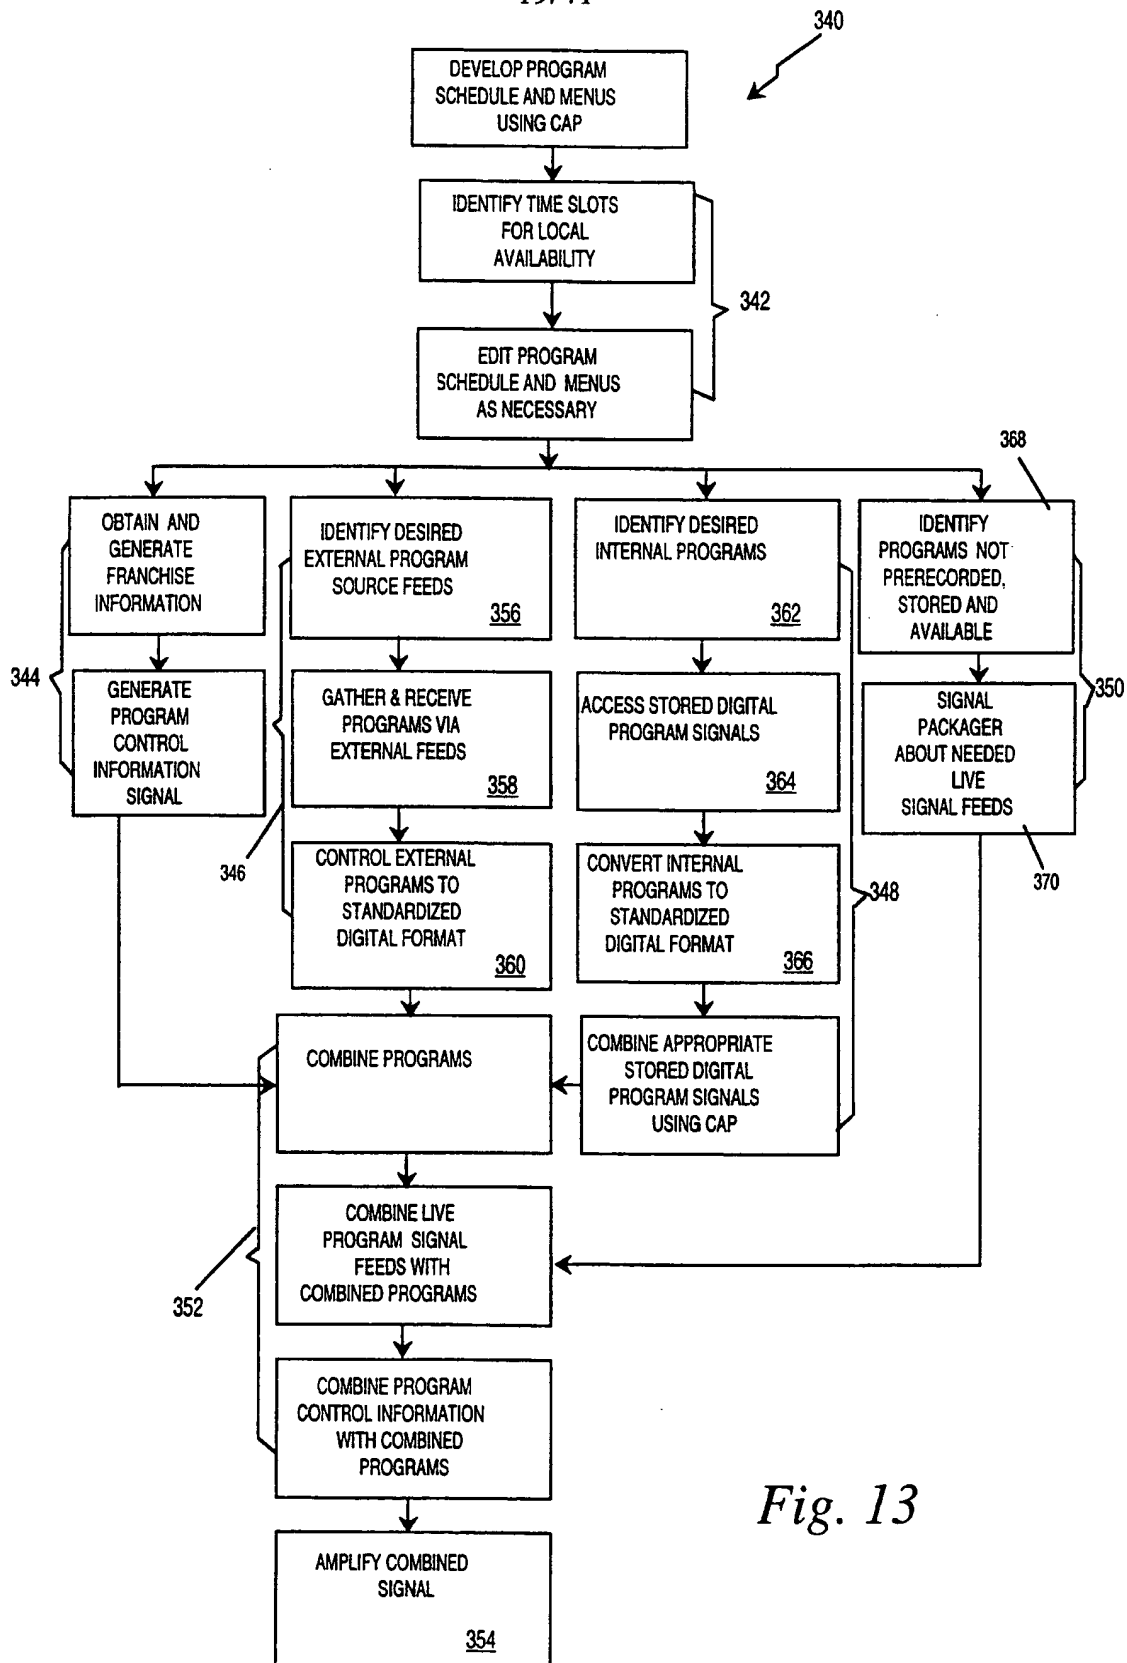 340
DEVELOP PROGRAM
SCHEDULE AND MENUS
USING CAP
IDENTIFY TIME SLOTS
FOR LOCAL
AVAILABILITY
342
EDIT PROGRAM
SCHEDULE AND MENUS
AS NECESSARY
368
OBTAIN AND
GENERATE
FRANCHISE
INFORMATION
IDENTIFY DESIRED
EXTERNAL PROGRAM
SOURCE FEEDS
356
IDENTIFY DESIRED
INTERNAL PROGRAMS
362
IDENTIFY
PROGRAMS NOT
PRERECORDED,
STORED AND
AVAILABLE
344
350
GENERATE
PROGRAM
CONTROL
INFORMATION
SIGNAL
GATHER & RECEIVE
PROGRAMS VIA
EXTERNAL FEEDS
358
ACCESS STORED DIGITAL
PROGRAM SIGNALS
364
SIGNAL
PACKAGER
ABOUT NEEDED
LIVE
SIGNAL FEEDS
346
370
CONTROL EXTERNAL
PROGRAMS TO
STANDARDIZED
DIGITAL FORMAT
360
CONVERT INTERNAL
PROGRAMS TO
STANDARDIZED
DIGITAL FORMAT
366
348
COMBINE PROGRAMS
COMBINE APPROPRIATE
STORED DIGITAL
PROGRAM SIGNALS
USING CAP
COMBINE LIVE
PROGRAM SIGNAL
FEEDS WITH
COMBINED PROGRAMS
352
COMBINE PROGRAM
CONTROL INFORMATION
WITH COMBINED
PROGRAMS
Fig. 13
AMPLIFY COMBINED
SIGNAL
354